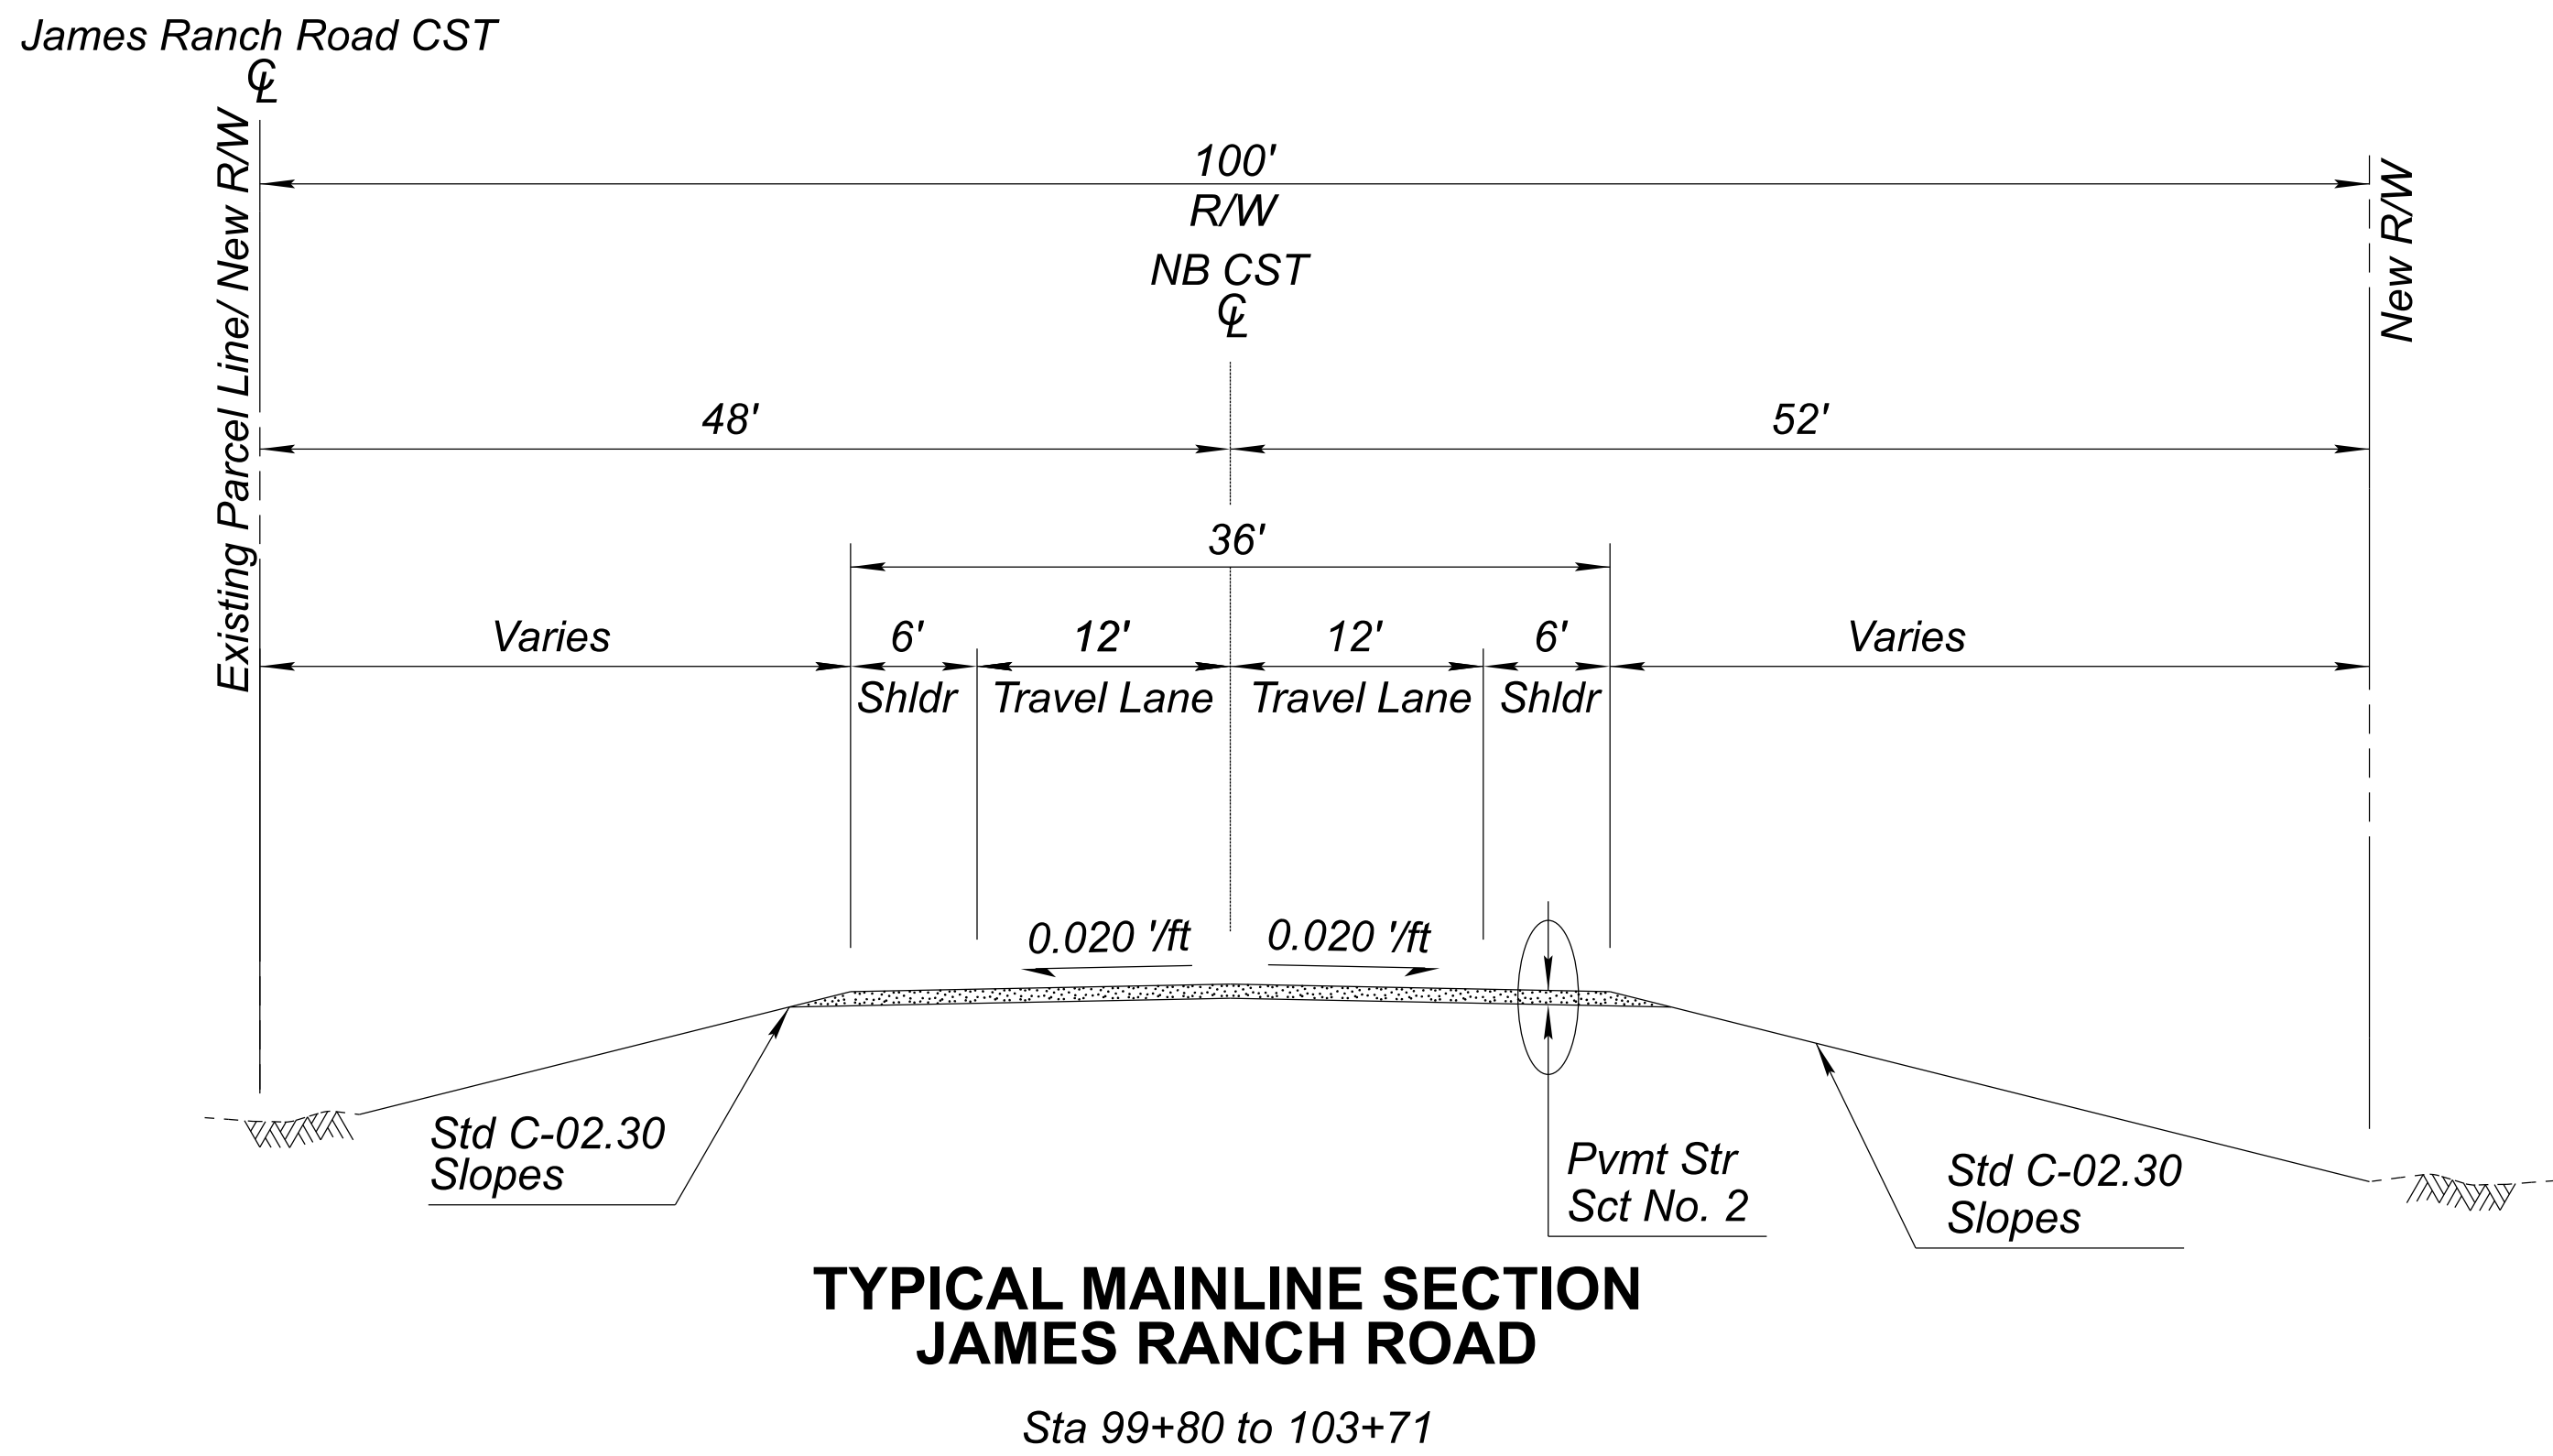 James Ranch Road CST
℄
Existing Parcel Line/ New R/W
100'
R/W
New R/W
NB CST
℄
48'
52'
36'
Varies
6'
12'
12'
6'
Varies
Shldr
Travel Lane
Travel Lane
Shldr
0.020 '/ft
0.020 '/ft
Std C-02.30
Slopes
Pvmt Str
Sct No. 2
Std C-02.30
Slopes
TYPICAL MAINLINE SECTION
JAMES RANCH ROAD
Sta 99+80 to 103+71